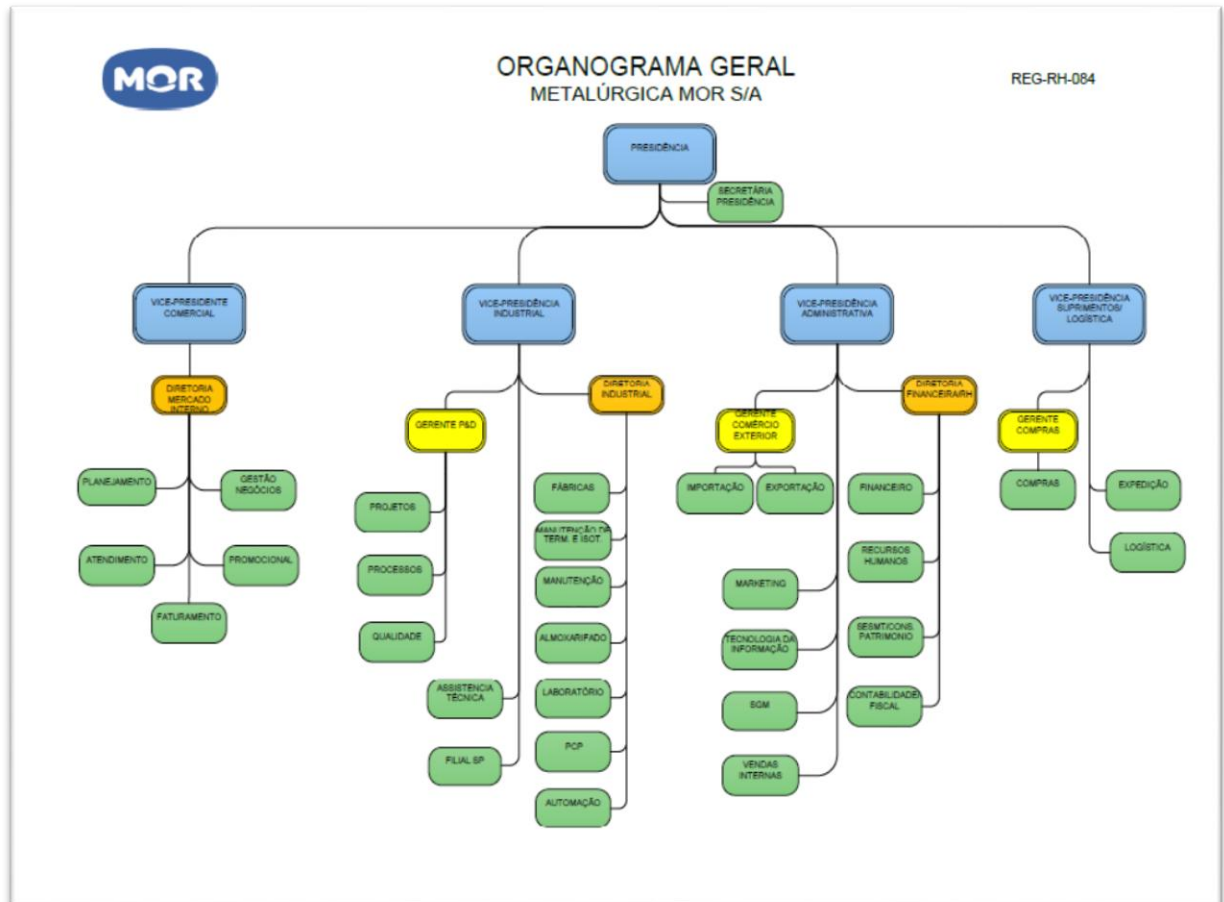 MOR
ORGANOGRAMA GERAL
METALÚRGICA MOR S/A
REG-RH-084
PRESIDÊNCIA
SECRETÁRIA
PRESIDÊNCIA
VICE-PRESIDENTE
COMERCIAL
VICE-PRESIDÊNCIA
INDUSTRIAL
VICE-PRESIDÊNCIA
ADMINISTRATIVA
VICE-PRESIDÊNCIA
SUPRIMENTOS/
LOGÍSTICA
DIRETORIA
MERCADO
INTERNO
DIRETORIA
INDUSTRIAL
DIRETORIA
FINANCEIRA/RH
GERENTE P&D
GERENTE
COMÉRCIO
EXTERIOR
GERENTE
COMPRAS
PLANEJAMENTO
GESTÃO
NEGÓCIOS
ATENDIMENTO
PROMOCIONAL
FATURAMENTO
PROJETOS
PROCESSOS
QUALIDADE
ASSISTENCIA
TÉCNICA
FILIAL SP
FÁBRICAS
MANUTENÇÃO DE
TERM. E ISOT.
MANUTENÇÃO
ALMOXARIFADO
LABORATÓRIO
PCP
AUTOMAÇÃO
IMPORTAÇÃO
EXPORTAÇÃO
MARKETING
TECNOLOGIA DA
INFORMAÇÃO
SGM
VENDAS
INTERNAS
FINANCEIRO
RECURSOS
HUMANOS
SESMT/CONS.
PATRIMONIO
CONTABILIDADE/
FISCAL
COMPRAS
EXPEDIÇÃO
LOGÍSTICA